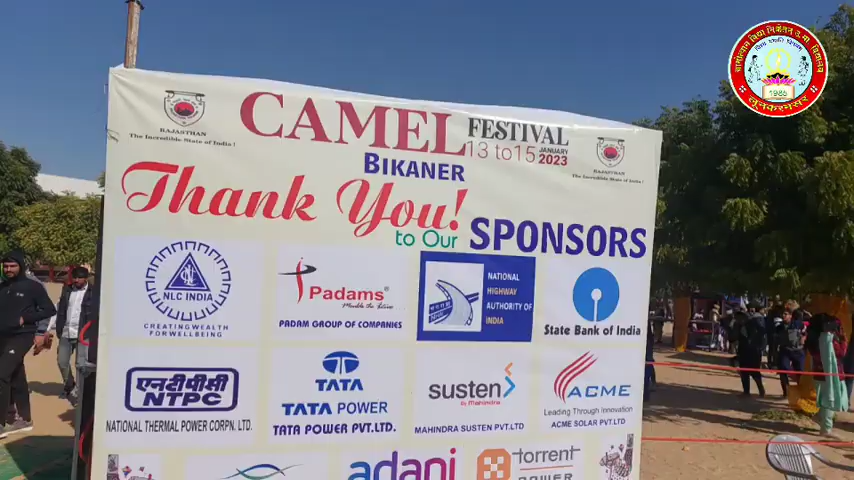 RAJASTHAN
The Incredible State of India!
CAMEL
FESTIVAL
13 to 15 JANUARY 2023
RAJASTHAN
The Incredible State of India!
BIKANER
Thank You!
to Our SPONSORS
NLC INDIA
CREATING WEALTH
FOR WELLBEING
Padams®
PADAM GROUP OF COMPANIES
NATIONAL
HIGHWAY
AUTHORITY OF
INDIA
State Bank of India
एनटीपीसी
NTPC
NATIONAL THERMAL POWER CORPN. LTD.
TATA
TATA POWER
TATA POWER PVT.LTD.
susten
By Mahindra
MAHINDRA SUSTEN PVT.LTD
ACME
Leading Through Innovation
ACME SOLAR PVT.LTD
adani
torrent
POWER
1985
लूनकरनसर